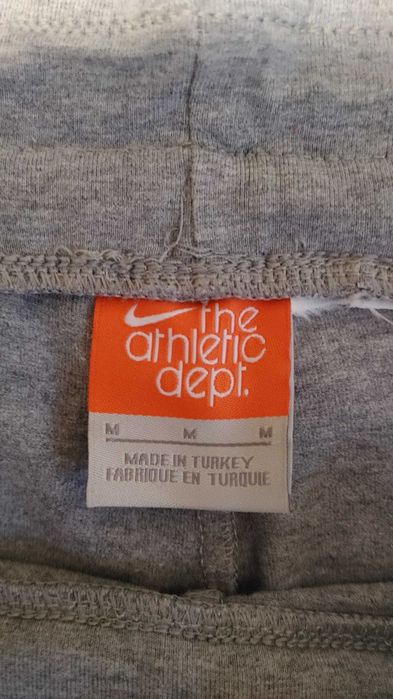 the
athletic
dept.
M M M
MADE IN TURKEY
FABRIQUE EN TURQUIE